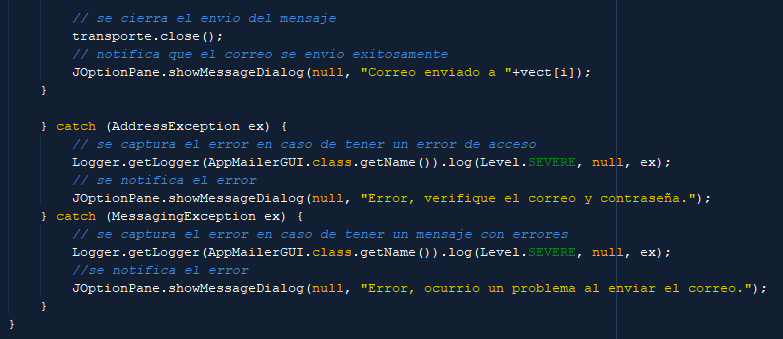 // se cierra el envio del mensaje
transporte.close();
// notifica que el correo se envio exitosamente
JOptionPane.showMessageDialog(null, "Correo enviado a "+vect[i]);
}
} catch (AddressException ex) {
// se captura el error en caso de tener un error de acceso
Logger.getLogger(AppMailerGUI.class.getName()).log(Level.SEVERE, null, ex);
// se notifica el error
JOptionPane.showMessageDialog(null, "Error, verifique el correo y contraseña.");
} catch (MessagingException ex) {
// se captura el error en caso de tener un mensaje con errores
Logger.getLogger(AppMailerGUI.class.getName()).log(Level.SEVERE, null, ex);
//se notifica el error
JOptionPane.showMessageDialog(null, "Error, ocurrio un problema al enviar el correo.");
}
}